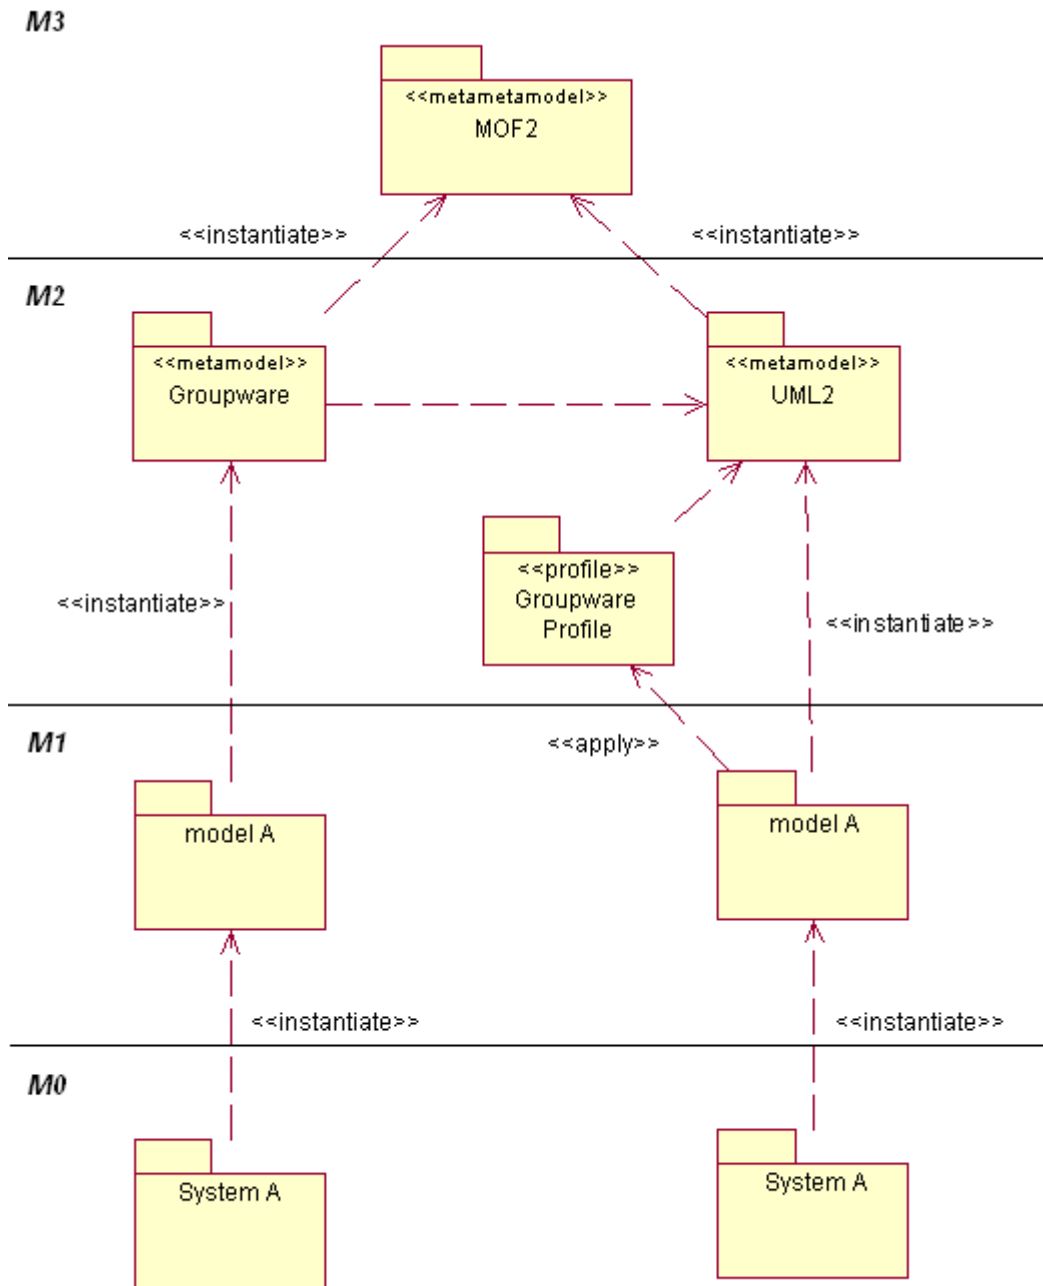 M3
<<metametamodel>>
MOF2
<<instantiate>>
<<instantiate>>
M2
<<metamodel>>
Groupware
<<metamodel>>
UML2
<<profile>>
Groupware
Profile
<<instantiate>>
<<instantiate>>
M1
<<apply>>
model A
model A
<<instantiate>>
<<instantiate>>
M0
System A
System A